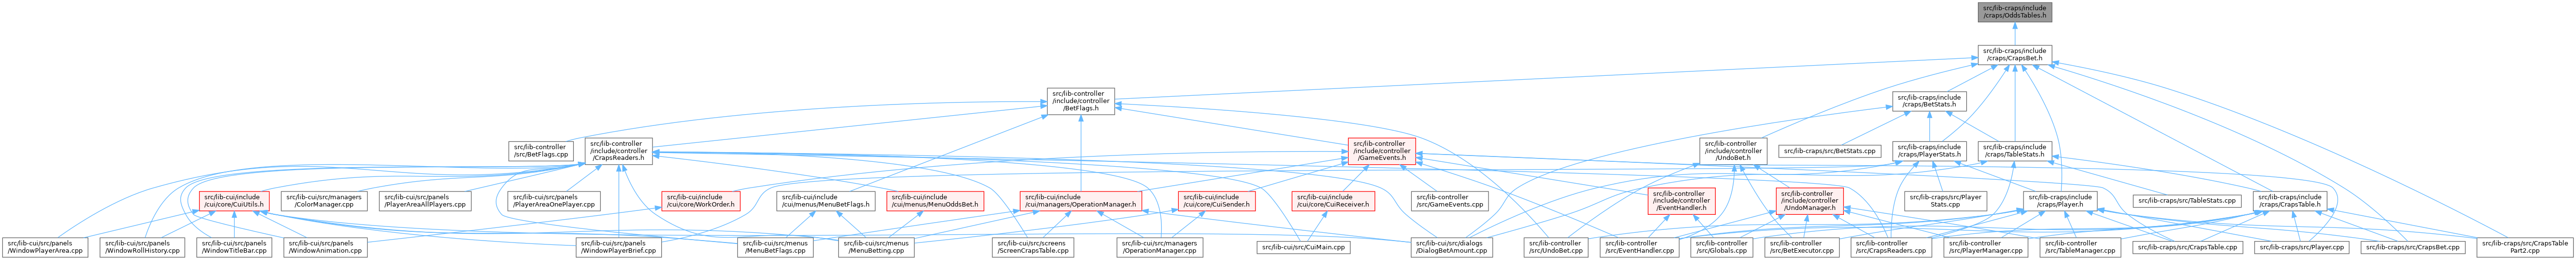 src/lib-craps/include
/craps/OddsTables.h
src/lib-craps/include
/craps/CrapsBet.h
src/lib-controller
/include/controller
/BetFlags.h
src/lib-craps/include
/craps/BetStats.h
src/lib-controller
/src/BetFlags.cpp
src/lib-controller
/include/controller
/CrapsReaders.h
src/lib-controller
/include/controller
/GameEvents.h
src/lib-controller
/include/controller
/UndoBet.h
src/lib-craps/src/BetStats.cpp
src/lib-craps/include
/craps/PlayerStats.h
src/lib-craps/include
/craps/TableStats.h
src/lib-cui/include
/cui/core/CuiUtils.h
src/lib-cui/src/managers
/ColorManager.cpp
src/lib-cui/src/panels
/PlayerAreaAllPlayers.cpp
src/lib-cui/src/panels
/PlayerAreaOnePlayer.cpp
src/lib-cui/include
/cui/core/WorkOrder.h
src/lib-cui/include
/cui/menus/MenuBetFlags.h
src/lib-cui/include
/cui/menus/MenuOddsBet.h
src/lib-cui/include
/cui/managers/OperationManager.h
src/lib-cui/include
/cui/core/CuiSender.h
src/lib-cui/include
/cui/core/CuiReceiver.h
src/lib-controller
/src/GameEvents.cpp
src/lib-controller
/include/controller
/EventHandler.h
src/lib-controller
/include/controller
/UndoManager.h
src/lib-craps/src/Player
Stats.cpp
src/lib-craps/include
/craps/Player.h
src/lib-craps/src/TableStats.cpp
src/lib-craps/include
/craps/CrapsTable.h
src/lib-cui/src/panels
/WindowPlayerArea.cpp
src/lib-cui/src/panels
/WindowRollHistory.cpp
src/lib-cui/src/panels
/WindowTitleBar.cpp
src/lib-cui/src/panels
/WindowAnimation.cpp
src/lib-cui/src/panels
/WindowPlayerBrief.cpp
src/lib-cui/src/menus
/MenuBetFlags.cpp
src/lib-cui/src/menus
/MenuBetting.cpp
src/lib-cui/src/screens
/ScreenCrapsTable.cpp
src/lib-cui/src/managers
/OperationManager.cpp
src/lib-cui/src/CuiMain.cpp
src/lib-cui/src/dialogs
/DialogBetAmount.cpp
src/lib-controller
/src/UndoBet.cpp
src/lib-controller
/src/EventHandler.cpp
src/lib-controller
/src/Globals.cpp
src/lib-controller
/src/BetExecutor.cpp
src/lib-controller
/src/CrapsReaders.cpp
src/lib-controller
/src/PlayerManager.cpp
src/lib-controller
/src/TableManager.cpp
src/lib-craps/src/CrapsTable.cpp
src/lib-craps/src/Player.cpp
src/lib-craps/src/CrapsBet.cpp
src/lib-craps/src/CrapsTable
Part2.cpp